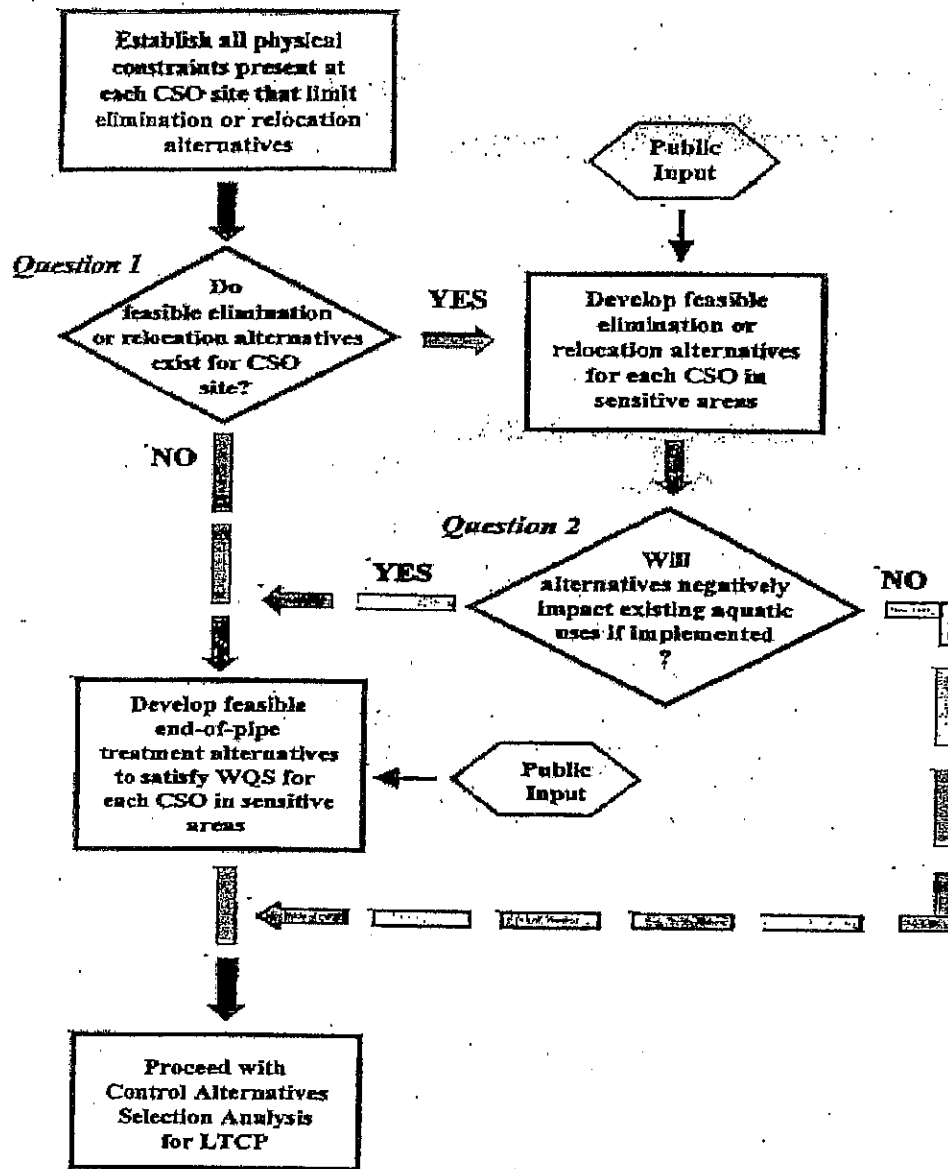 Establish all physical
constraints present at
each CSO site that limit
elimination or relocation
alternatives
Public
Input
Question 1
Do
feasible elimination
or relocation alternatives
exist for CSO
site?
YES
Develop feasible
elimination or
relocation alternatives
for each CSO in
sensitive areas
NO
Question 2
Will
alternatives negatively
impact existing aquatic
uses if implemented
?
YES
NO
Develop feasible
end-of-pipe
treatment alternatives
to satisfy WQS for
each CSO in sensitive
areas
Public
Input
Proceed with
Control Alternatives
Selection Analysis
for LTCP